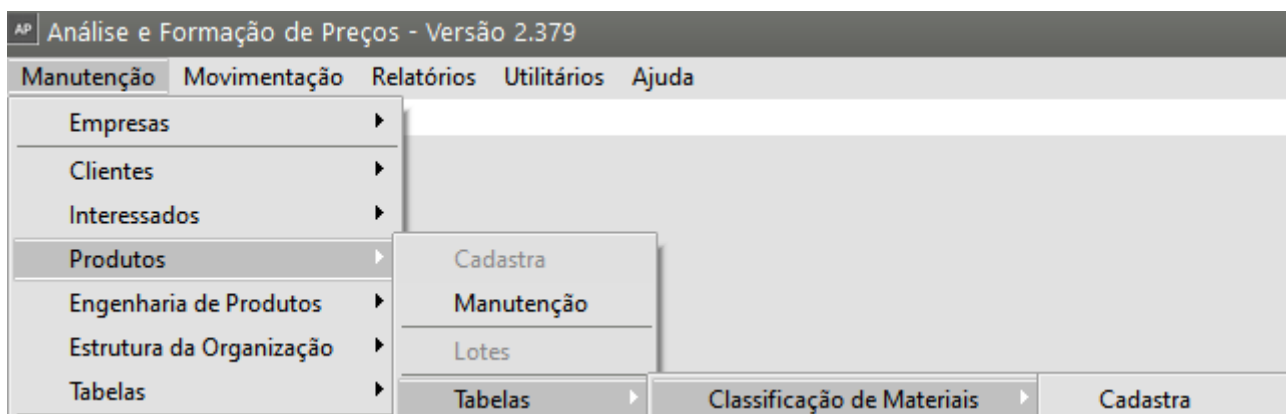 AP Análise e Formação de Preços - Versão 2.379
Manutenção Movimentação Relatórios Utilitários Ajuda
Empresas
Clientes
Interessados
Produtos Cadastra
Engenharia de Produtos Manutenção
Estrutura da Organização Lotes
Tabelas Tabelas Classificação de Materiais Cadastra